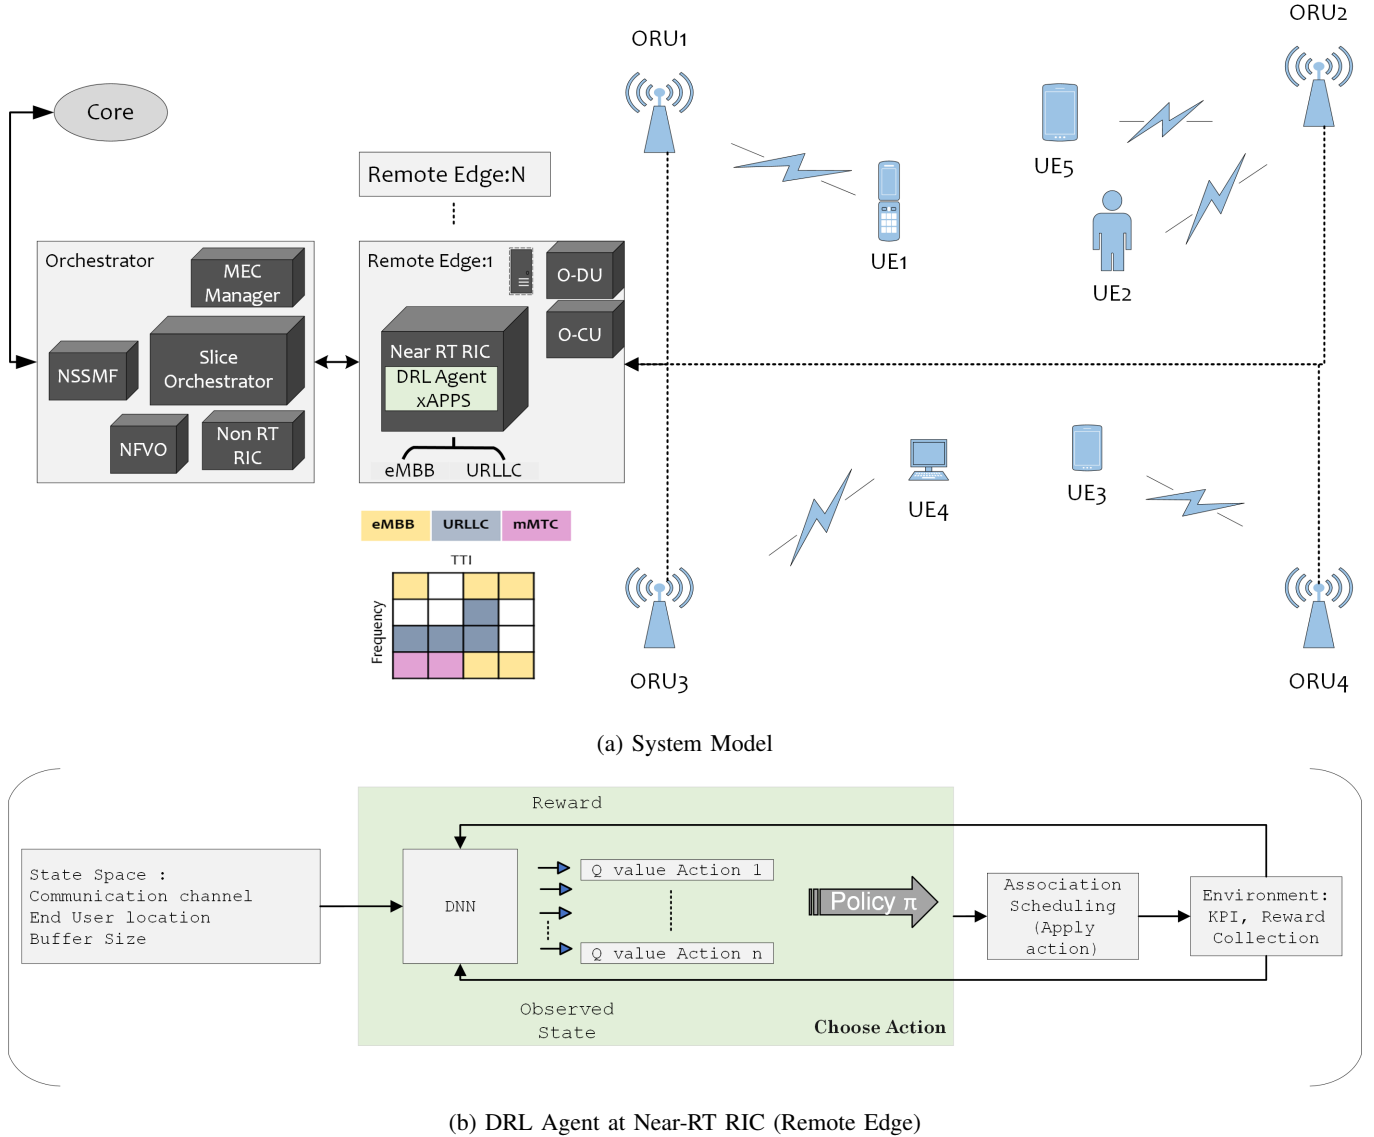 ORU1
ORU2
Core
UE5
Remote Edge:N
UE1
UE2
Orchestrator
MEC
Manager
NSSMF
Slice
Orchestrator
NFVO
Non RT
RIC
Remote Edge:1
O-DU
O-CU
Near RT RIC
DRL Agent
xAPPS
eMBB
URLLC
UE4
UE3
eMBB
URLLC
mMTC
TTI
Frequency
ORU3
ORU4
(a) System Model
Reward
State Space :
Communication channel
End User location
Buffer Size
DNN
Q value Action 1
Q value Action n
Policy π
Association
Scheduling
(Apply
action)
Environment:
KPI, Reward
Collection
Observed
State
Choose Action
(b) DRL Agent at Near-RT RIC (Remote Edge)